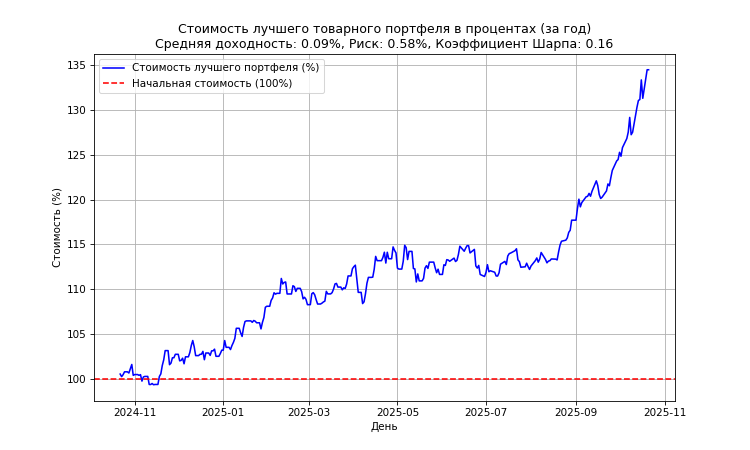 Стоимость лучшего товарного портфеля в процентах (за год)
Средняя доходность: 0.09%, Риск: 0.58%, Коэффициент Шарпа: 0.16
Стоимость лучшего портфеля (%)
Начальная стоимость (100%)
Стоимость (%)
135
130
125
120
115
110
105
100
2024-11
2025-01
2025-03
2025-05
2025-07
2025-09
2025-11
День